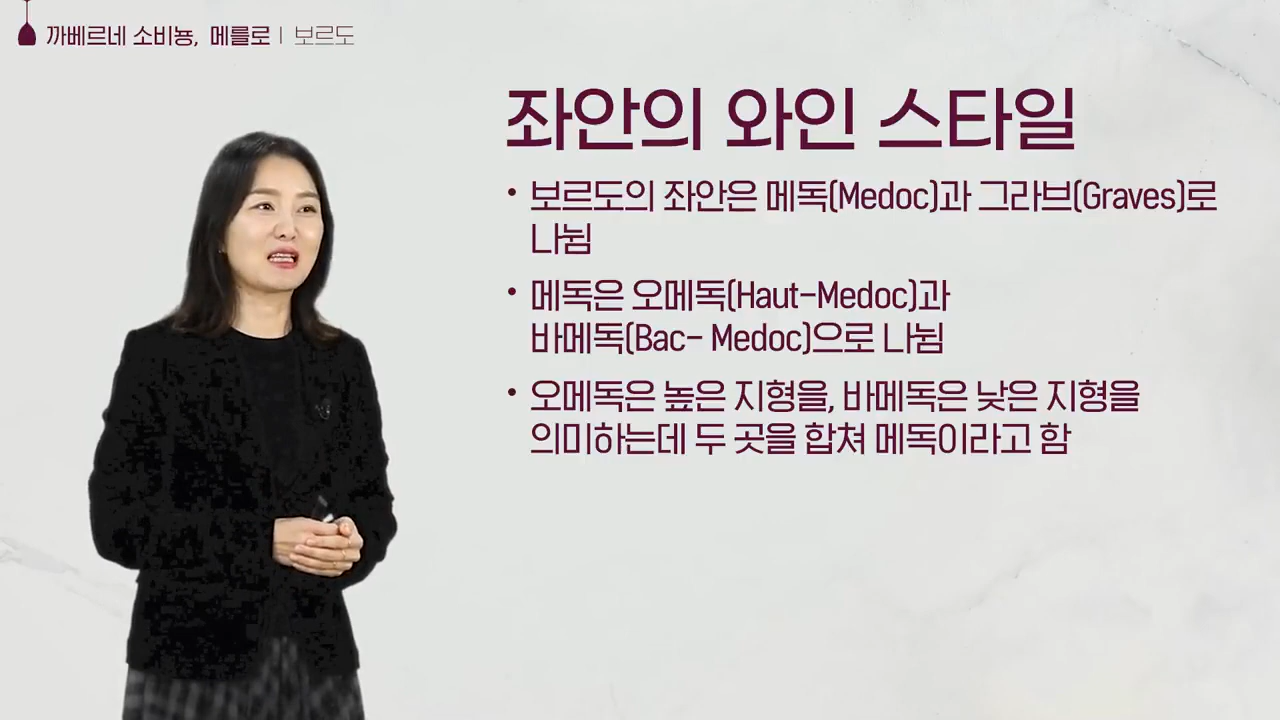 까베르네 소비뇽, 메를로 | 보르도
좌안의 와인 스타일
• 보르도의 좌안은 메독(Medoc)과 그라브(Graves)로
나뉨
• 메독은 오메독(Haut-Medoc)과
바메독(Bac- Medoc)으로 나뉨
• 오메독은 높은 지형을, 바메독은 낮은 지형을
의미하는데 두 곳을 합쳐 메독이라고 함